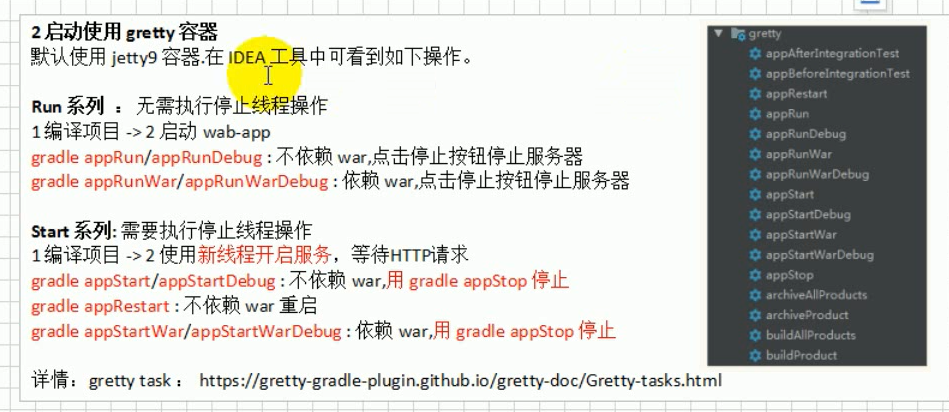 2 启动使用 gretty 容器
默认使用 jetty9 容器.在 IDEA 工具中可看到如下操作。
Run 系列 ： 无需执行停止线程操作
1 编译项目 -> 2 启动 wab-app
gradle appRun/appRunDebug : 不依赖 war,点击停止按钮停止服务器
gradle appRunWar/appRunWarDebug : 依赖 war,点击停止按钮停止服务器
Start 系列: 需要执行停止线程操作
1 编译项目 -> 2 使用新线程开启服务，等待HTTP请求
gradle appStart/appStartDebug : 不依赖 war,用 gradle appStop 停止
gradle appRestart : 不依赖 war 重启
gradle appStartWar/appStartWarDebug : 依赖 war,用 gradle appStop 停止
详情：gretty task： https://gretty-gradle-plugin.github.io/gretty-doc/Gretty-tasks.html
gretty
appAfterIntegrationTest
appBeforeIntegrationTest
appRestart
appRun
appRunDebug
appRunWar
appRunWarDebug
appStart
appStartDebug
appStartWar
appStartWarDebug
appStop
archiveAllProducts
archiveProduct
buildAllProducts
buildProduct